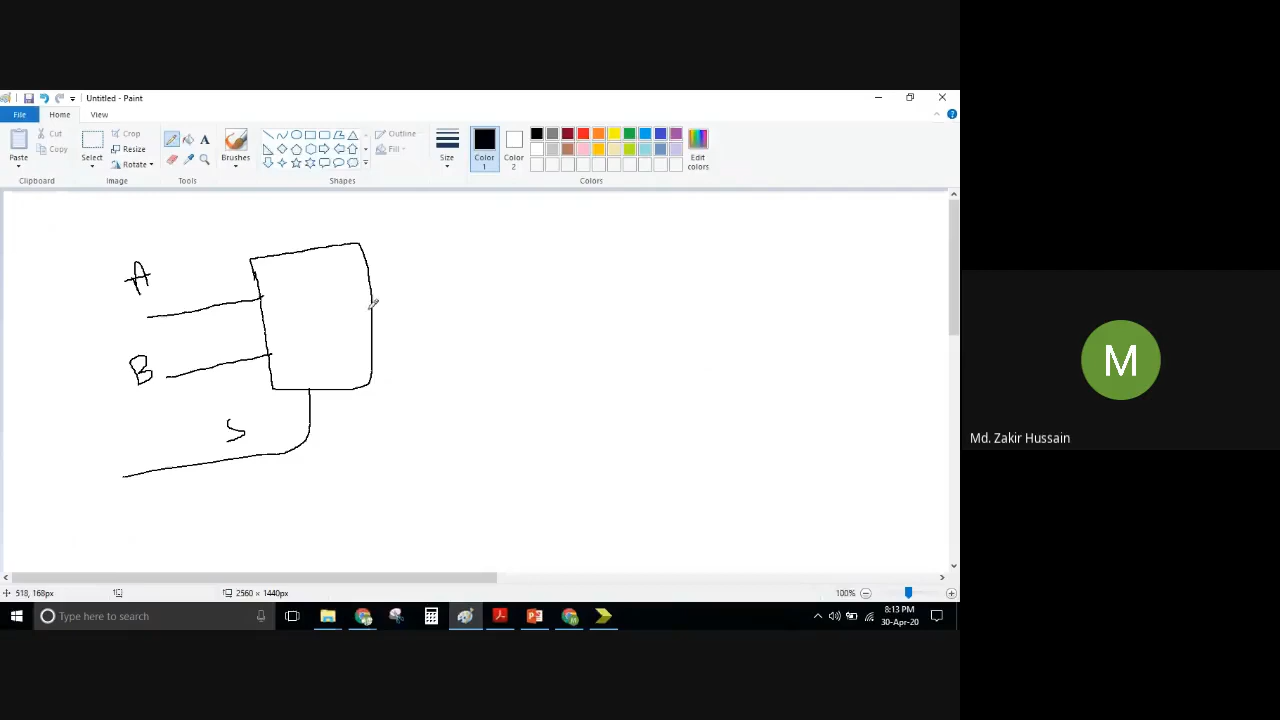 Untitled - Paint
File Home View
Paste
Cut
Copy
Clipboard
Select
Crop
Resize
Rotate
Image
A
Tools
Brushes
Shapes
Outline
Fill
Size
Color 1
Color 2
Edit colors
Colors
A
B
S
M
Md. Zakir Hussain
518, 168px
2560 × 1440px
100%
Type here to search
8:13 PM
30-Apr-20